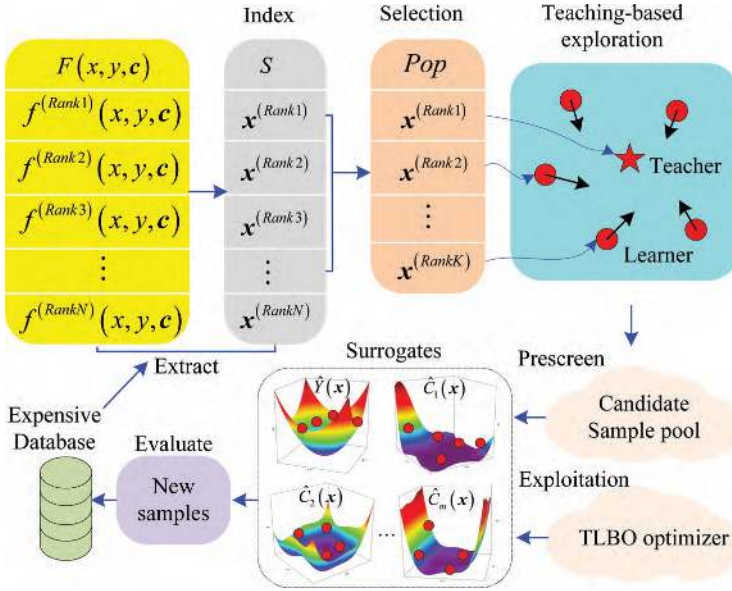 Index
Selection
Teaching-based
exploration
F(x, y, c)
f^(Rank1)(x, y, c)
f^(Rank2)(x, y, c)
f^(Rank3)(x, y, c)
⋮
f^(RankN)(x, y, c)
S
x^(Rank1)
x^(Rank2)
x^(Rank3)
⋮
x^(RankN)
Pop
x^(Rank1)
x^(Rank2)
⋮
x^(RankK)
Teacher
Learner
Extract
Surrogates
Prescreen
Ŷ(x)
Ĉ₁(x)
Candidate
Sample pool
Expensive
Database
Evaluate
New
samples
Exploitation
Ĉ₂(x)
...
Ĉₘ(x)
TLBO optimizer